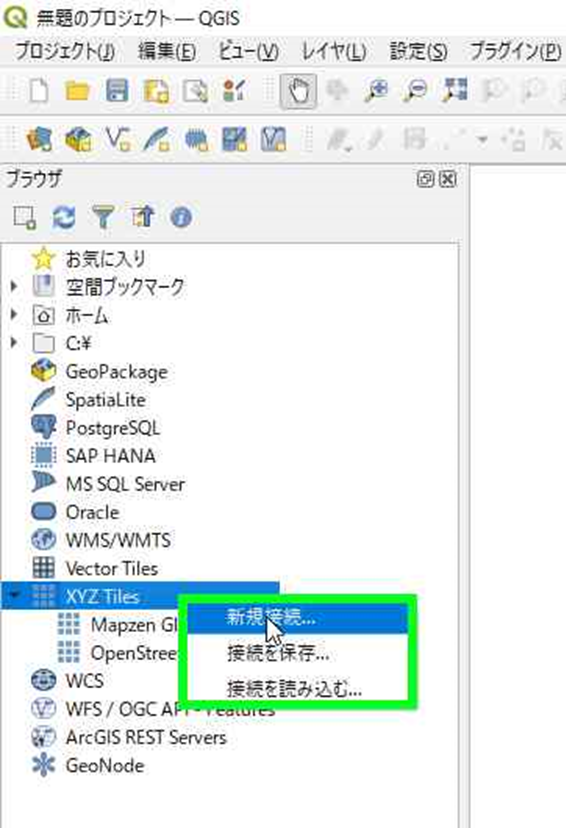 無題のプロジェクト — QGIS
プロジェクト(J) 編集(E) ビュー(V) レイヤ(L) 設定(S) プラグイン(P)
ブラウザ
お気に入り
空間ブックマーク
ホーム
C:¥
GeoPackage
SpatiaLite
PostgreSQL
SAP HANA
MS SQL Server
Oracle
WMS/WMTS
Vector Tiles
XYZ Tiles
新規接続...
Mapzen Gl
接続を保存...
OpenStree
接続を読み込む...
WCS
WFS / OGC API - Features
ArcGIS REST Servers
GeoNode